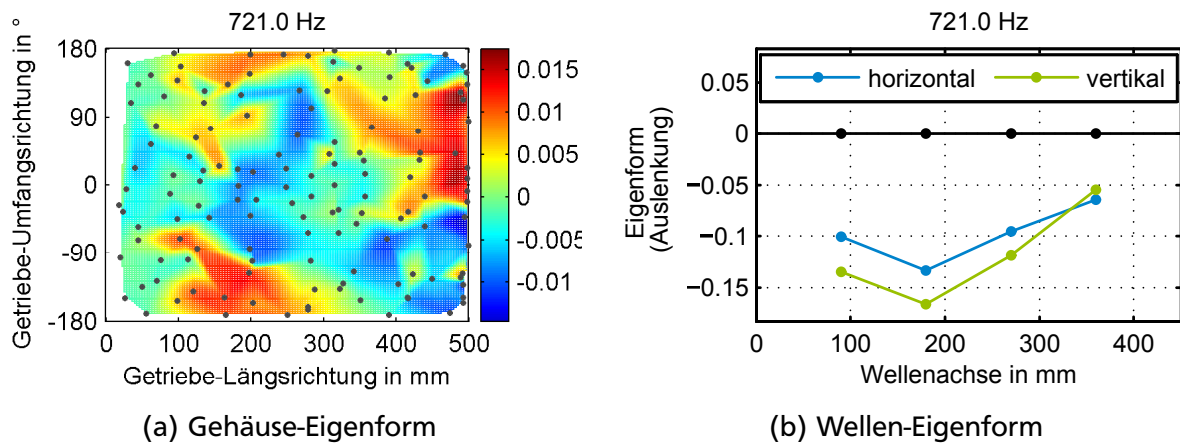 721.0 Hz
Getriebe-Umfangsrichtung in °
180
90
0
-90
-180
0 100 200 300 400 500
Getriebe-Längsrichtung in mm
0.015
0.01
0.005
0
-0.005
-0.01
(a) Gehäuse-Eigenform
721.0 Hz
horizontal vertikal
Eigenform
(Auslenkung)
0.05
0
−0.05
−0.1
−0.15
0 100 200 300 400
Wellenachse in mm
(b) Wellen-Eigenform